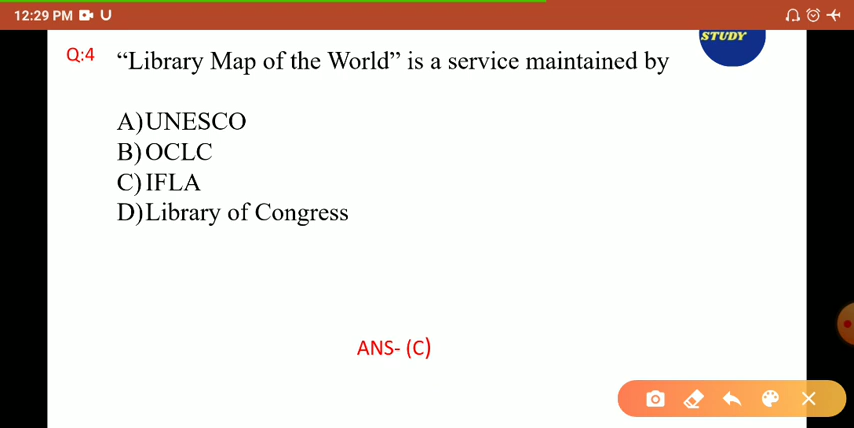 12:29 PM
STUDY
Q:4 “Library Map of the World” is a service maintained by
A)UNESCO
B)OCLC
C)IFLA
D)Library of Congress
ANS- (C)